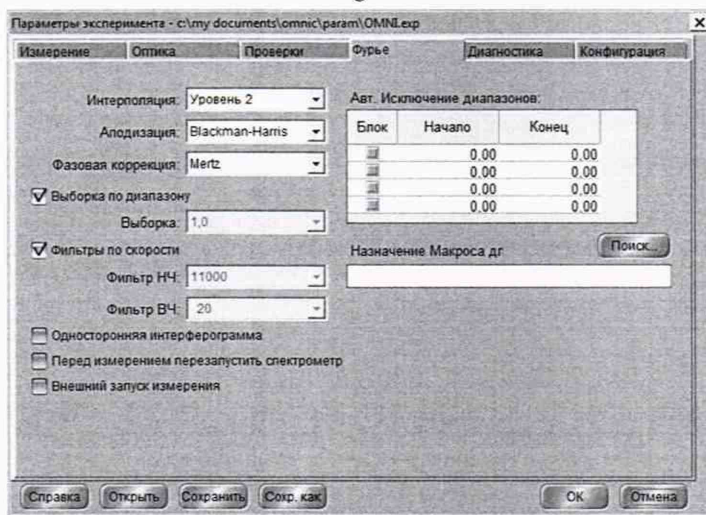 Параметры эксперимента - c:\my documents\omnic\param\OMNI.exp
Измерение Оптика Проверки Фурье Диагностика Конфигурация
Интерполяция: Уровень 2
Аподизация: Blackman-Harris
Фазовая коррекция: Mertz
Выборка по диапазону
Выборка: 1,0
Фильтры по скорости
Фильтр НЧ: 11000
Фильтр ВЧ: 20
Односторонняя интерферограмма
Перед измерением перезапустить спектрометр
Внешний запуск измерения
Авт. Исключение диапазонов:
Блок Начало Конец
0,00 0,00
0,00 0,00
0,00 0,00
0,00 0,00
Назначение Макроса дг
Поиск...
Справка Открыть Сохранить Сохр. как ОК Отмена